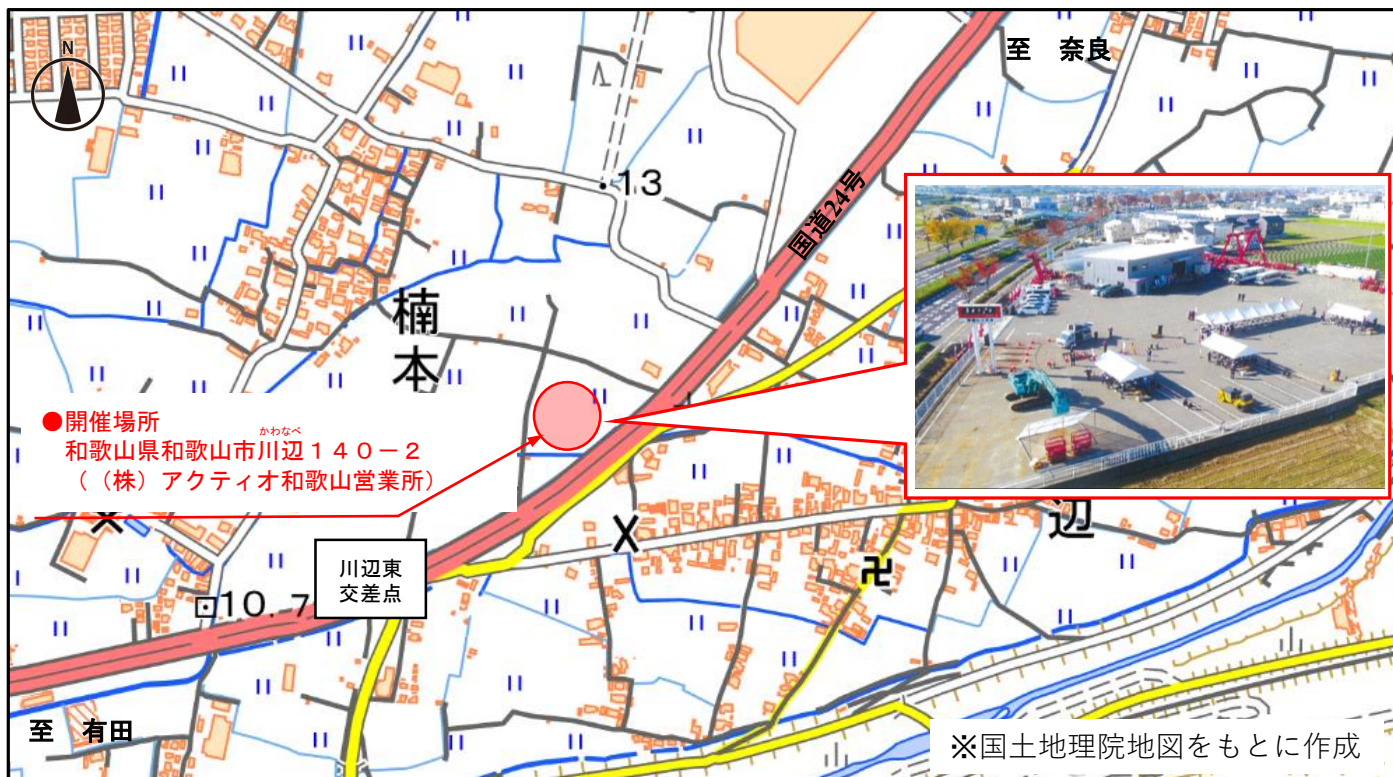 N
至 奈良
13
国道24号
楠
本
●開催場所
かわなべ
和歌山県和歌山市川辺140-2
((株)アクティオ和歌山営業所)
辺
川辺東
交差点
10.7
至 有田
※国土地理院地図をもとに作成